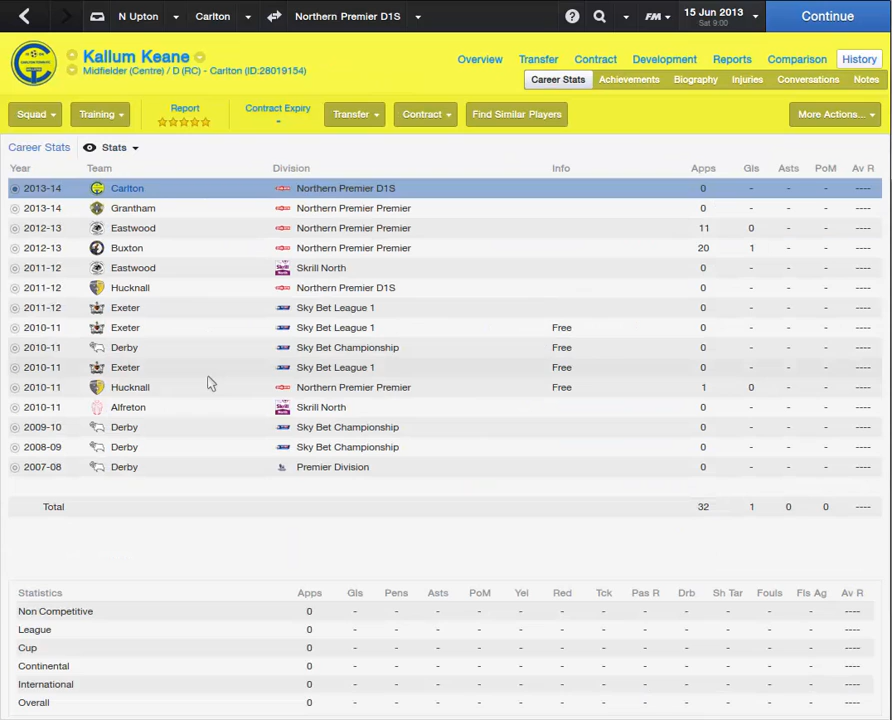 N Upton Carlton Northern Premier D1S ? FM 15 Jun 2013 Continue
Sat 9:00
Kallum Keane
Midfielder (Centre) / D (RC) - Carlton (ID:28019154)
Overview Transfer Contract Development Reports Comparison History
Career Stats Achievements Biography Injuries Conversations Notes
Squad Training Report Contract Expiry - Transfer Contract Find Similar Players More Actions...
Career Stats Stats
Year Team Division Info Apps Gls Asts PoM Av R
2013-14 Carlton Northern Premier D1S 0 - - - ----
2013-14 Grantham Northern Premier Premier 0 - - - ----
2012-13 Eastwood Northern Premier Premier 11 0 - - ----
2012-13 Buxton Northern Premier Premier 20 1 - - ----
2011-12 Eastwood Skrill North 0 - - - ----
2011-12 Hucknall Northern Premier D1S 0 - - - ----
2011-12 Exeter Sky Bet League 1 0 - - - ----
2010-11 Exeter Sky Bet League 1 Free 0 - - - ----
2010-11 Derby Sky Bet Championship Free 0 - - - ----
2010-11 Exeter Sky Bet League 1 Free 0 - - - ----
2010-11 Hucknall Northern Premier Premier Free 1 0 - - ----
2010-11 Alfreton Skrill North 0 - - - ----
2009-10 Derby Sky Bet Championship 0 - - - ----
2008-09 Derby Sky Bet Championship 0 - - - ----
2007-08 Derby Premier Division 0 - - - ----
Total 32 1 0 0 ----
Statistics Apps Gls Pens Asts PoM Yel Red Tck Pas R Drb Sh Tar Fouls Fls Ag Av R
Non Competitive 0 - - - - - - - - - - - - ----
League 0 - - - - - - - - - - - - ----
Cup 0 - - - - - - - - - - - - ----
Continental 0 - - - - - - - - - - - - ----
International 0 - - - - - - - - - - - - ----
Overall 0 - - - - - - - - - - - - ----